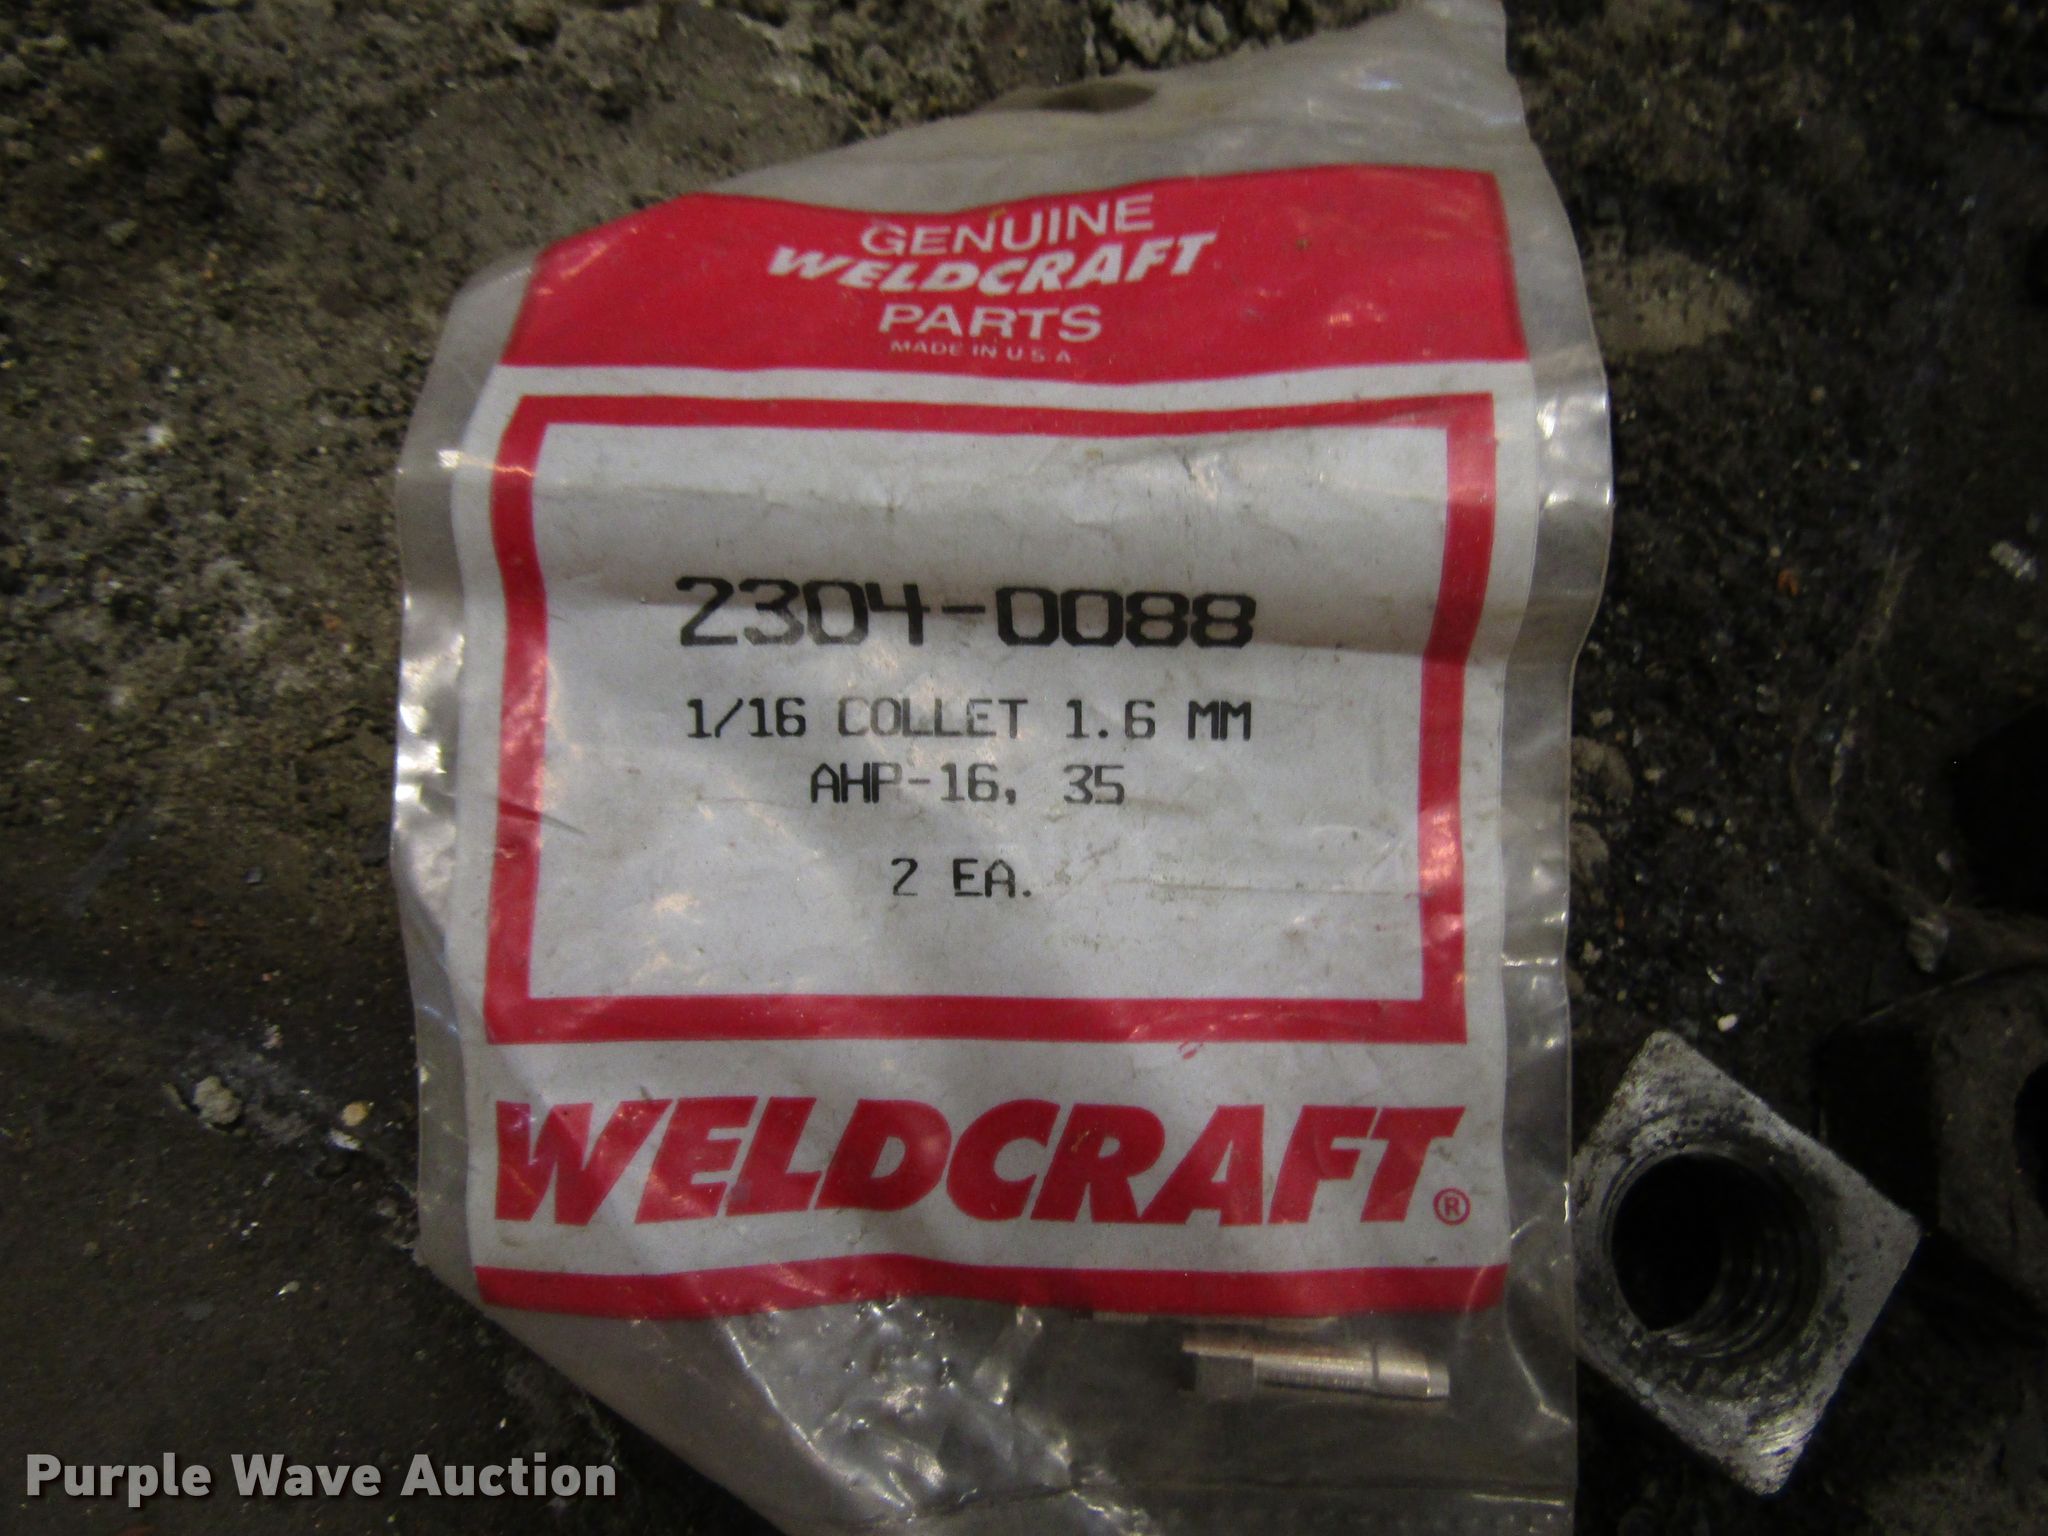 GENUINE
WELDCRAFT
PARTS
MADE IN U.S.A.
2304-0088
1/16 COLLET 1.6 MM
AHP-16, 35
2 EA.
WELDCRAFT®
Purple Wave Auction